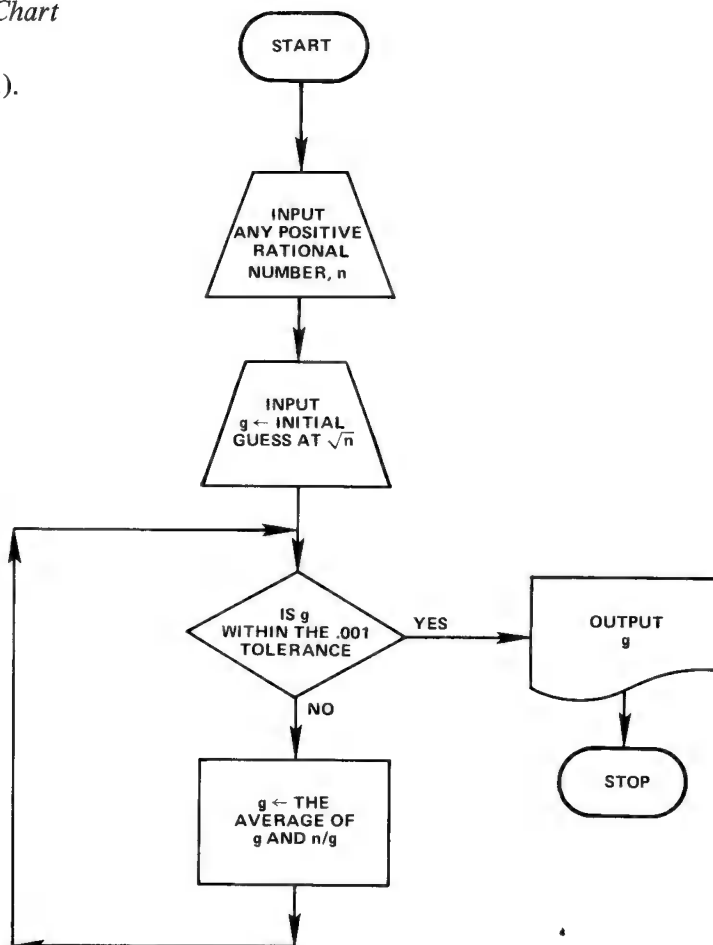 Chart
).
START
INPUT
ANY POSITIVE
RATIONAL
NUMBER, n
INPUT
g ← INITIAL
GUESS AT √n
IS g
WITHIN THE .001
TOLERANCE
YES
OUTPUT
g
NO
STOP
g ← THE
AVERAGE OF
g AND n/g